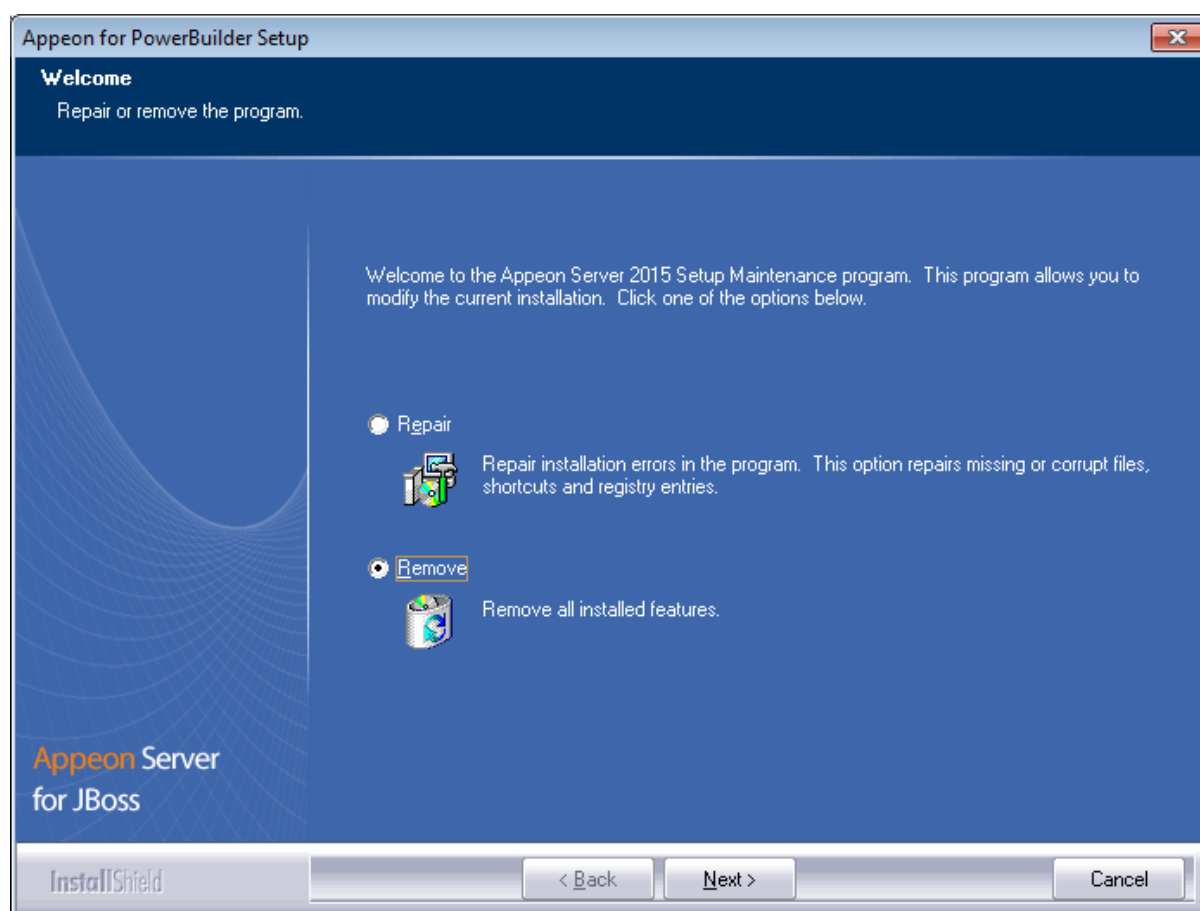 Appeon for PowerBuilder Setup
Welcome
Repair or remove the program.
Welcome to the Appeon Server 2015 Setup Maintenance program. This program allows you to
modify the current installation. Click one of the options below.
Repair
Repair installation errors in the program. This option repairs missing or corrupt files,
shortcuts and registry entries.
Remove
Remove all installed features.
Appeon Server
for JBoss
InstallShield
< Back
Next >
Cancel